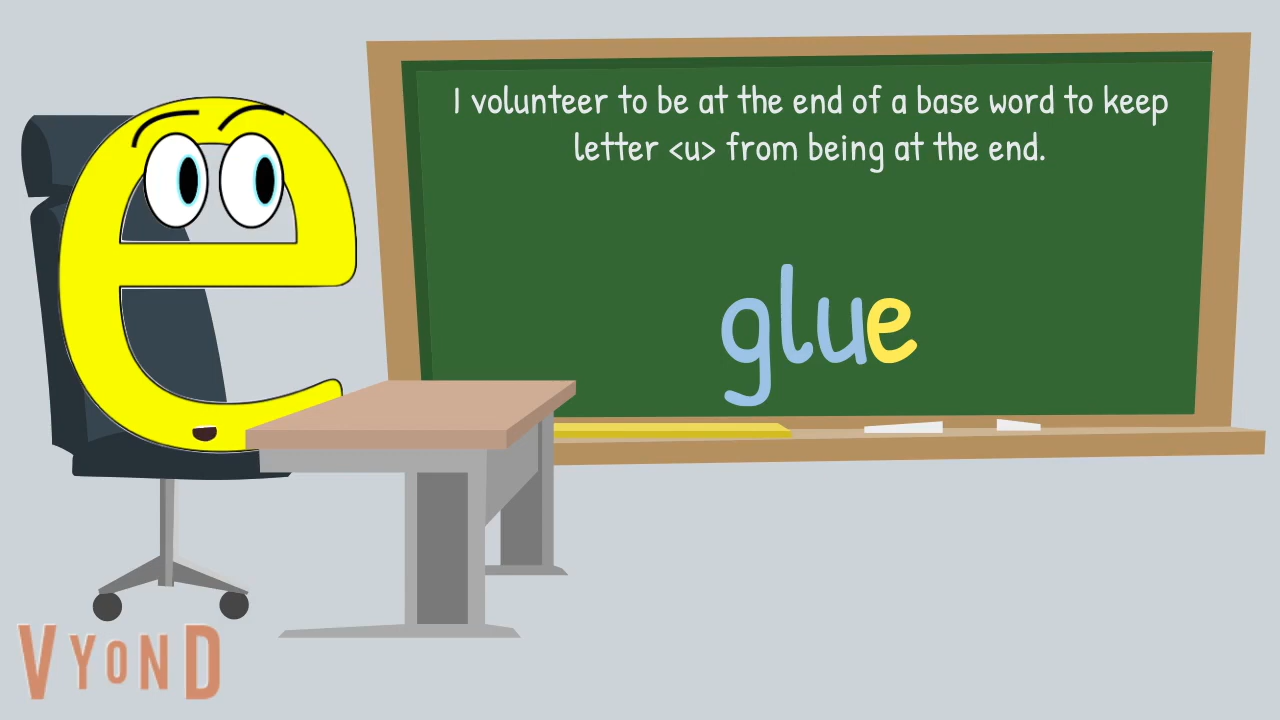 I volunteer to be at the end of a base word to keep
letter <u> from being at the end.
glue
VYOND